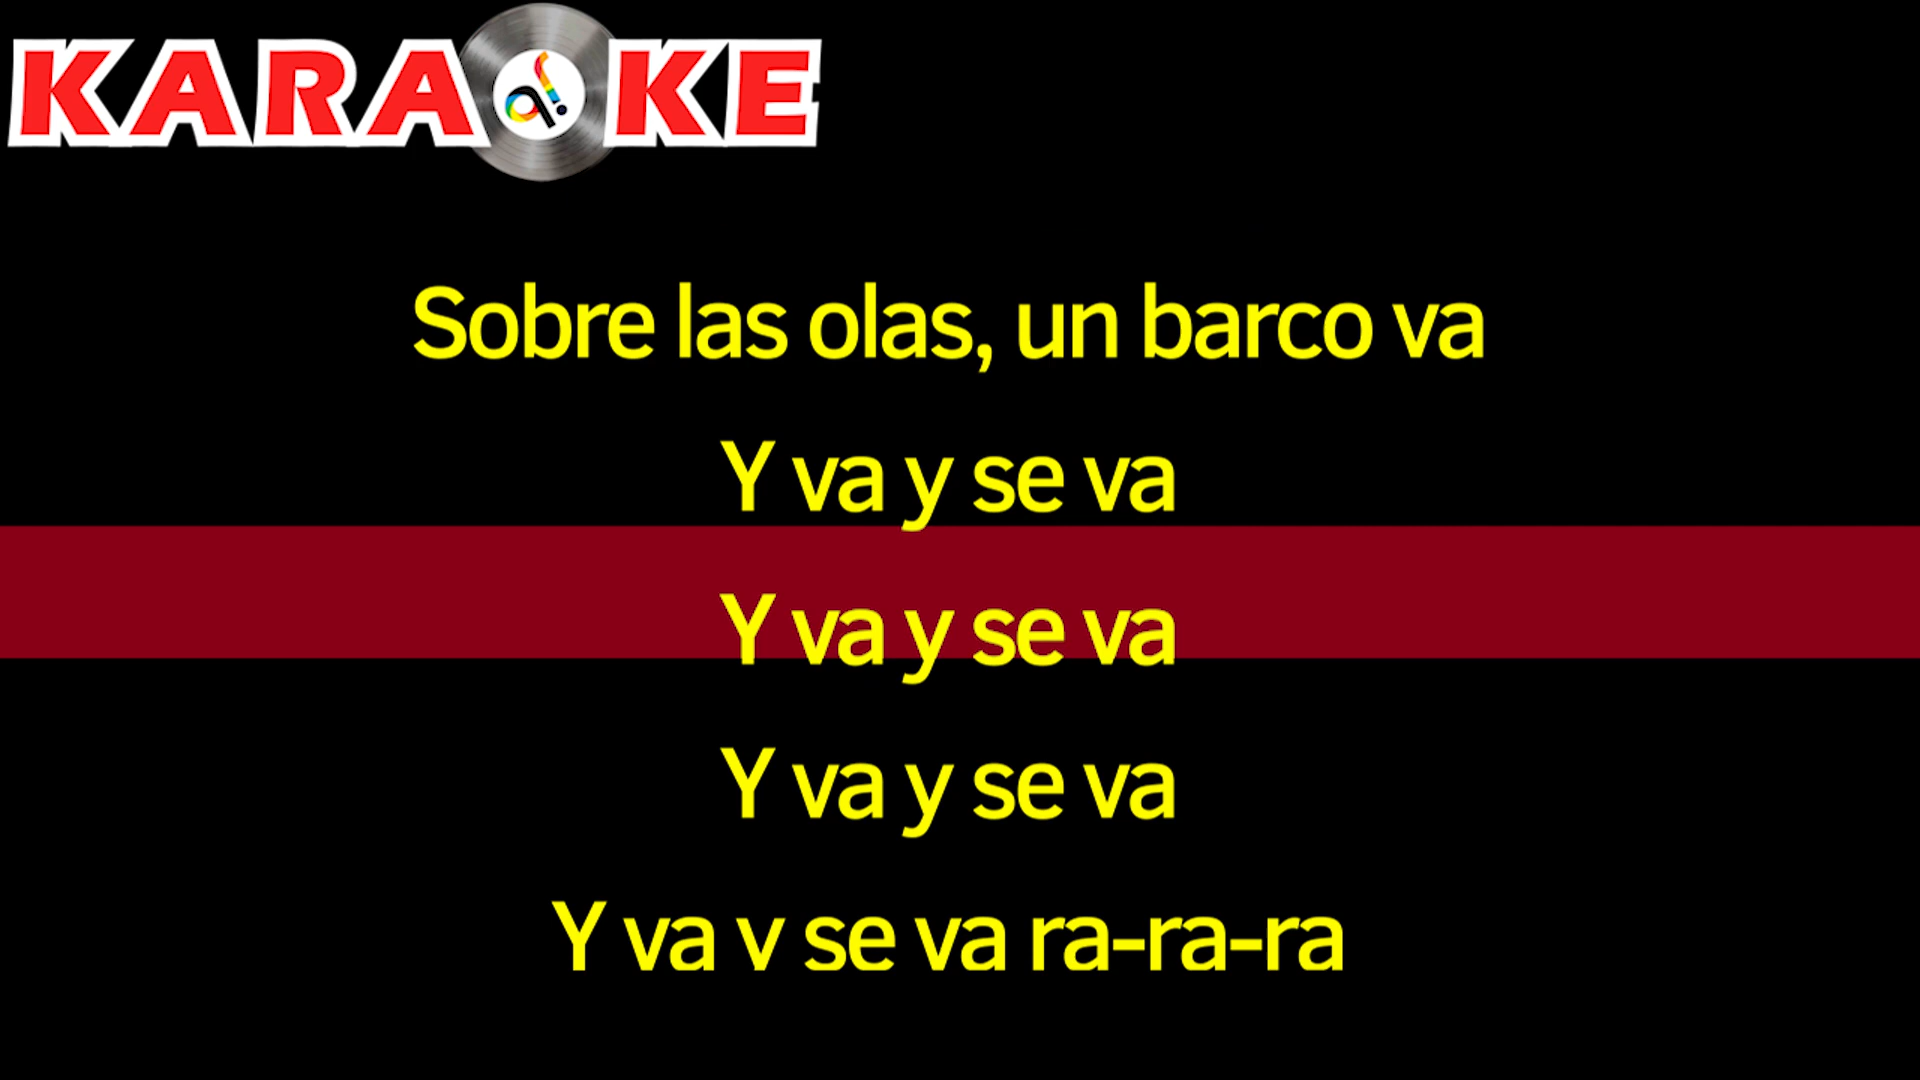 KARAOKE
Sobre las olas, un barco va
Y va y se va
Y va y se va
Y va y se va
Y va y se va ra-ra-ra